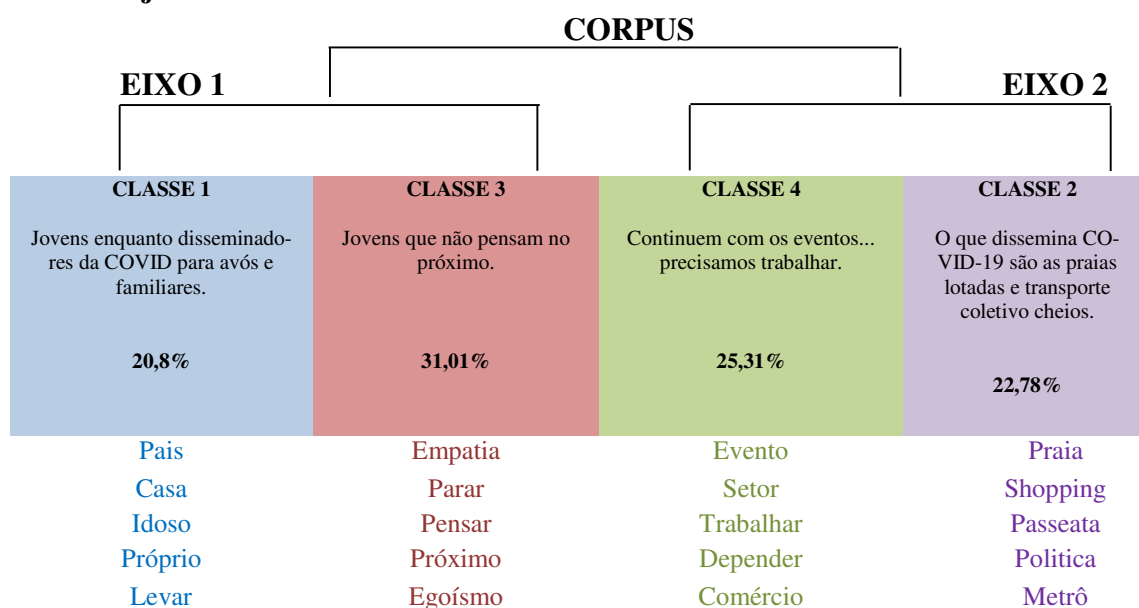 CORPUS
EIXO 1
EIXO 2
CLASSE 1
Jovens enquanto disseminado-
res da COVID para avós e
familiares.
20,8%
CLASSE 3
Jovens que não pensam no
próximo.
31,01%
CLASSE 4
Continuem com os eventos...
precisamos trabalhar.
25,31%
CLASSE 2
O que dissemina CO-
VID-19 são as praias
lotadas e transporte
coletivo cheios.
22,78%
Pais
Casa
Idoso
Próprio
Levar
Empatia
Parar
Pensar
Próximo
Egoísmo
Evento
Setor
Trabalhar
Depender
Comércio
Praia
Shopping
Passeata
Politica
Metrô